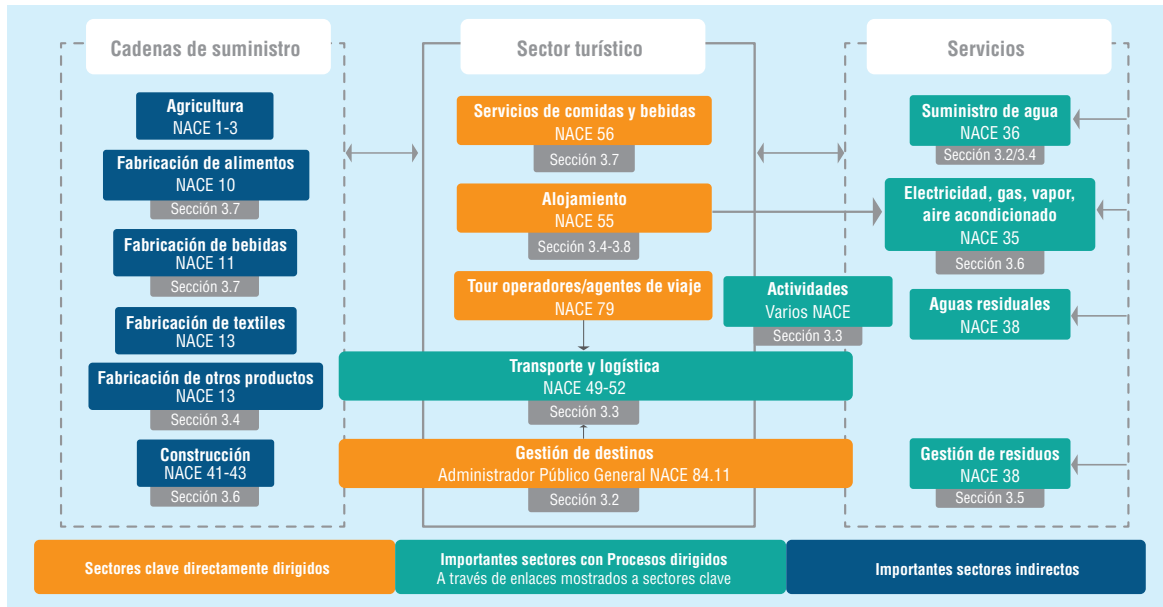 Cadenas de suministro
Agricultura
NACE 1-3
Fabricación de alimentos
NACE 10
Sección 3.7
Fabricación de bebidas
NACE 11
Sección 3.7
Fabricación de textiles
NACE 13
Fabricación de otros productos
NACE 13
Sección 3.4
Construcción
NACE 41-43
Sección 3.6
Sector turístico
Servicios de comidas y bebidas
NACE 56
Sección 3.7
Alojamiento
NACE 55
Sección 3.4-3.8
Tour operadores/agentes de viaje
NACE 79
Actividades
Varios NACE
Sección 3.3
Transporte y logística
NACE 49-52
Sección 3.3
Gestión de destinos
Administrador Público General NACE 84.11
Sección 3.2
Servicios
Suministro de agua
NACE 36
Sección 3.2/3.4
Electricidad, gas, vapor,
aire acondicionado
NACE 35
Sección 3.6
Aguas residuales
NACE 38
Gestión de residuos
NACE 38
Sección 3.5
Sectores clave directamente dirigidos
Importantes sectores con Procesos dirigidos
A través de enlaces mostrados a sectores clave
Importantes sectores indirectos